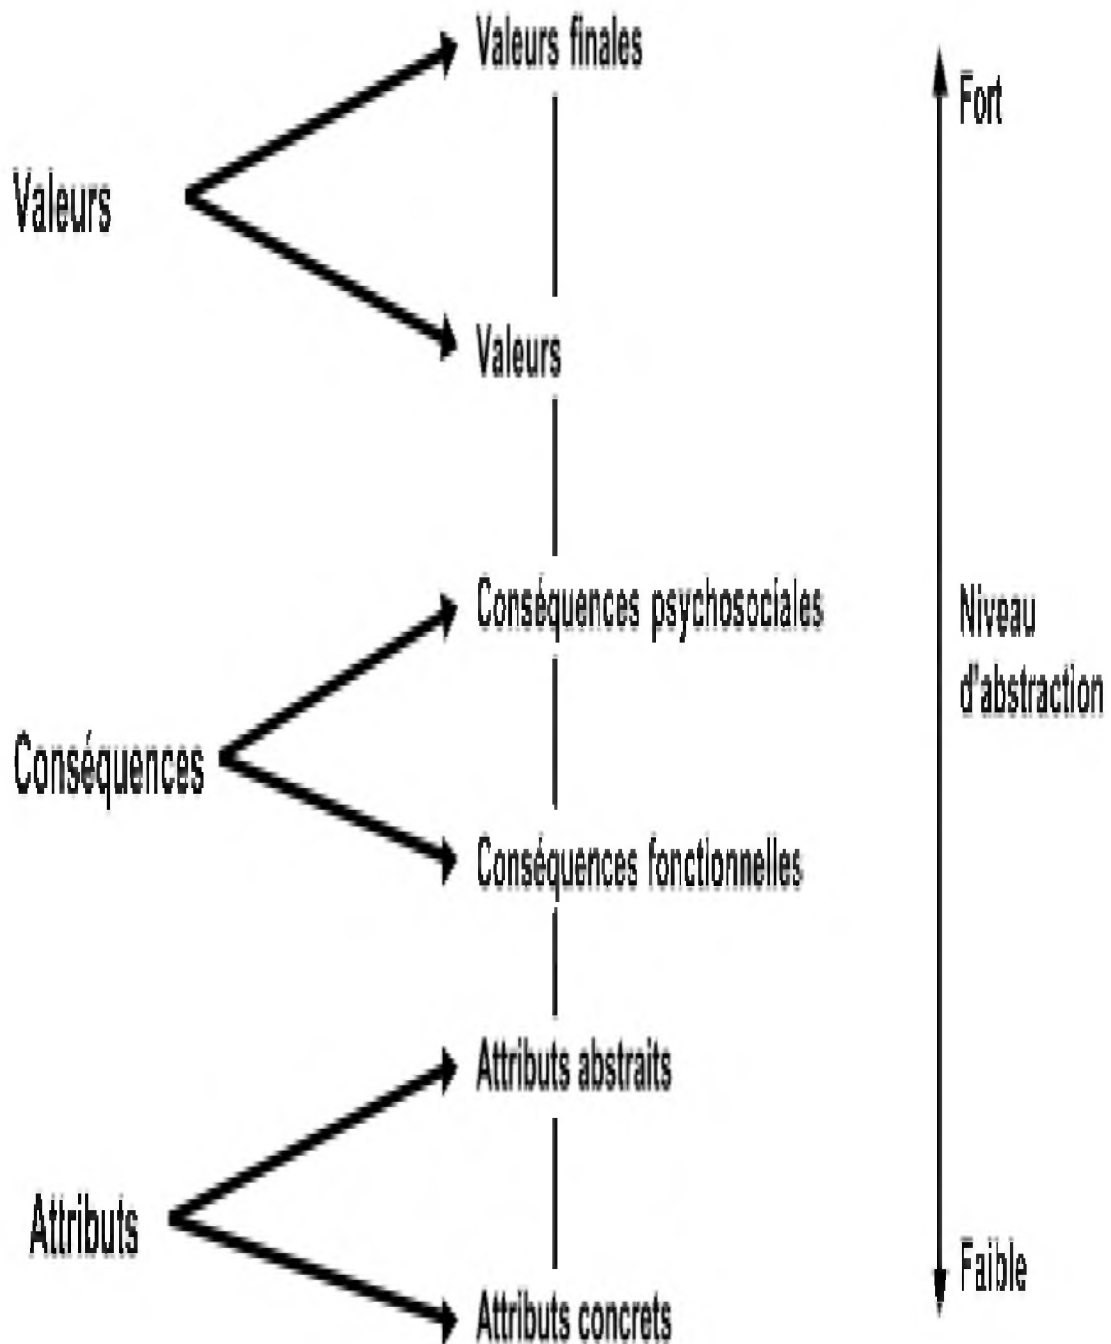 Valeurs finales
Fort
Valeurs
Valeurs
Conséquences psychosociales
Niveau
d'abstraction
Conséquences
Conséquences fonctionnelles
Attributs abstraits
Attributs
Faible
Attributs concrets